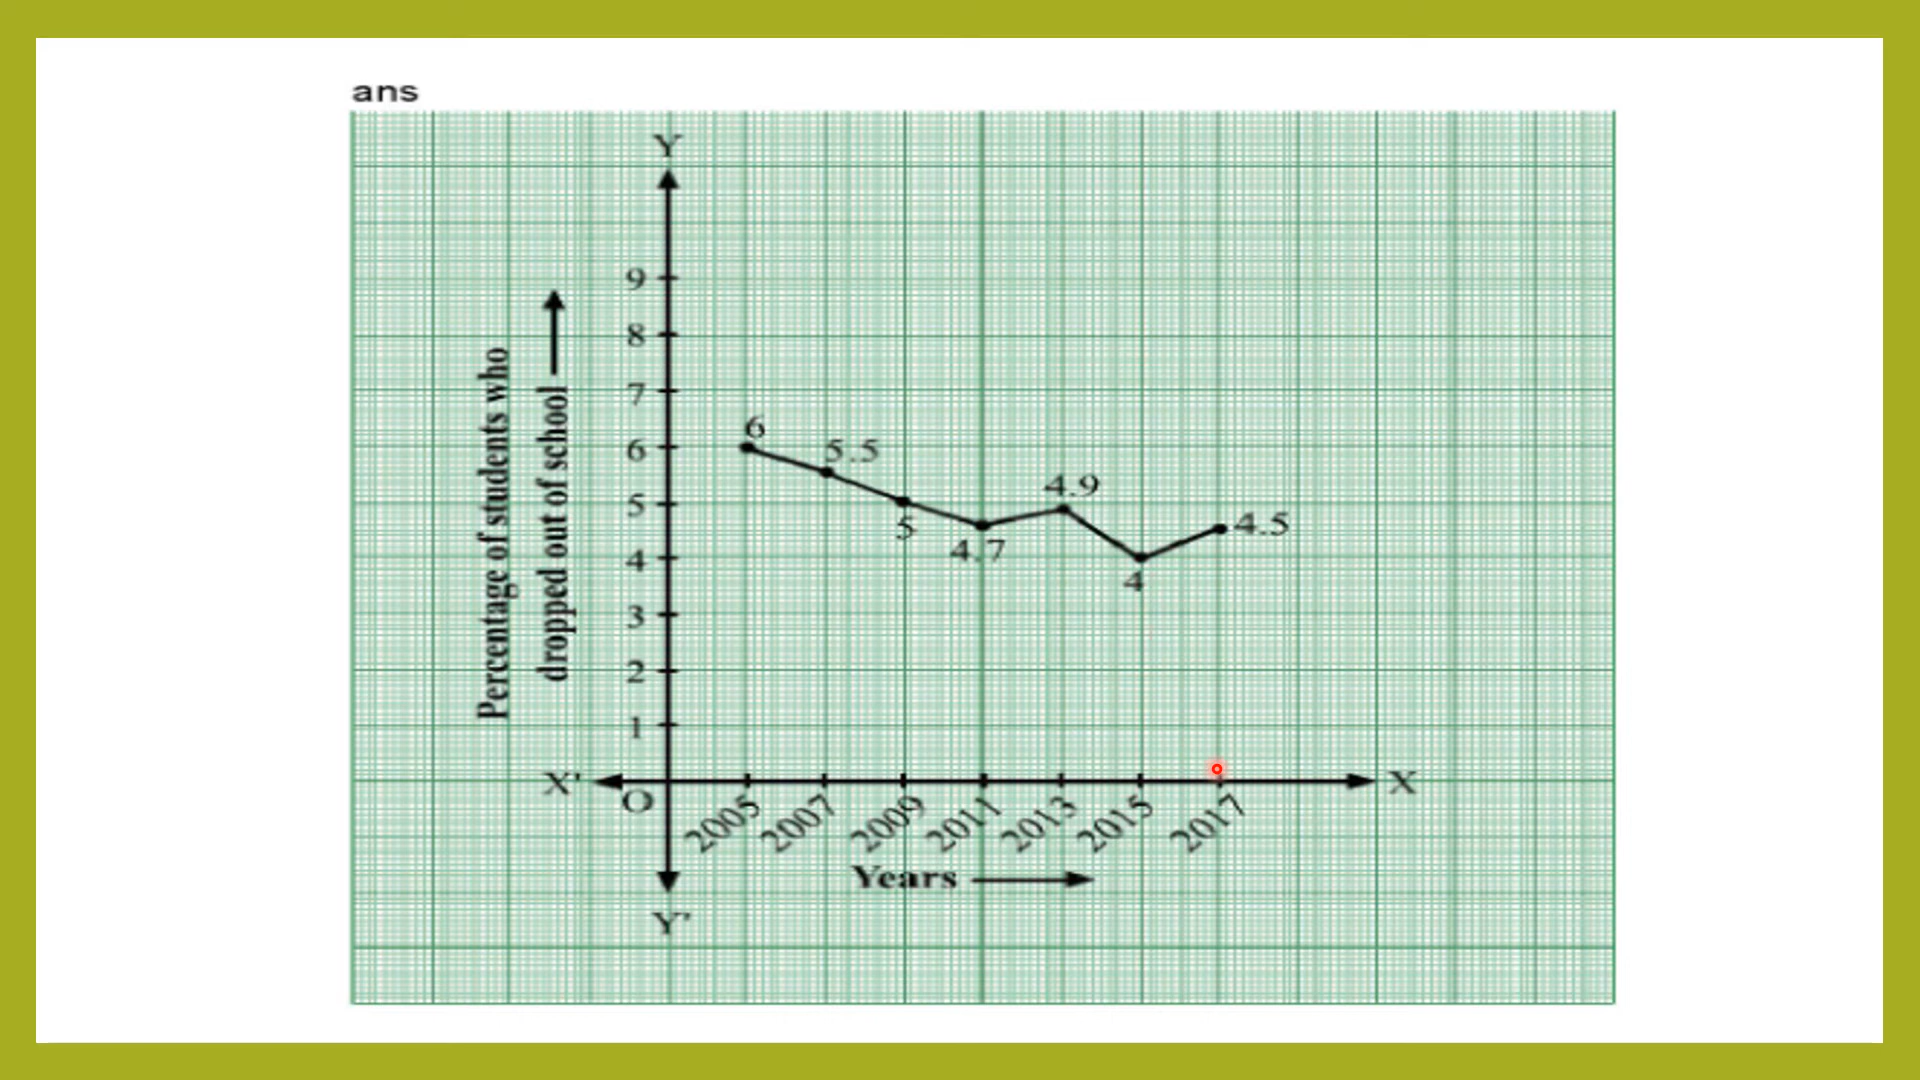 ans
Y
9
8
7
6
5
4
3
2
1
Percentage of students who
dropped out of school
6
5.5
5
4.7
4.9
4
4.5
X'
O
X
2005
2007
2009
2011
2013
2015
2017
Years
Y'